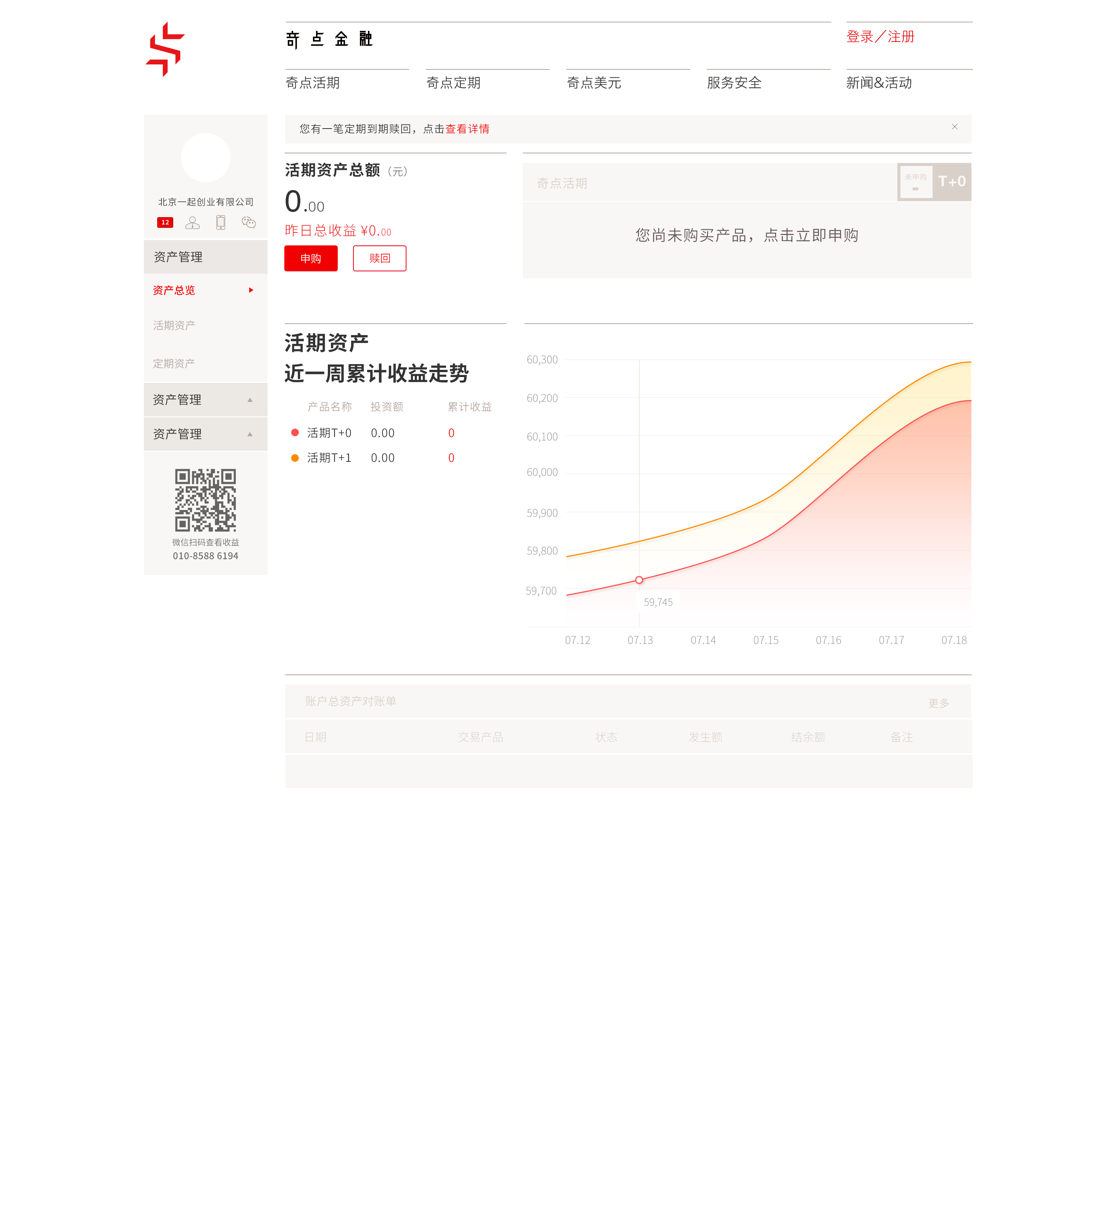 奇点金融
登录／注册
奇点活期
奇点定期
奇点美元
服务安全
新闻&活动
您有一笔定期到期赎回，点击查看详情
×
北京一起创业有限公司
12
资产管理
资产总览
活期资产
定期资产
资产管理
资产管理
微信扫码查看收益
010-8588 6194
活期资产总额（元）
0.00
昨日总收益 ¥0.00
申购
赎回
奇点活期
T+0
您尚未购买产品，点击立即申购
活期资产
近一周累计收益走势
产品名称 投资额 累计收益
活期T+0 0.00 0
活期T+1 0.00 0
60,300
60,200
60,100
60,000
59,900
59,800
59,700
59,745
07.12 07.13 07.14 07.15 07.16 07.17 07.18
账户总资产对账单
更多
日期 交易产品 状态 发生额 结余额 备注